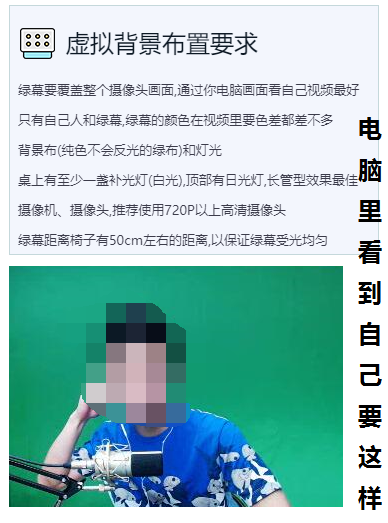 虚拟背景布置要求
绿幕要覆盖整个摄像头画面,通过你电脑画面看自己视频最好
只有自己人和绿幕,绿幕的颜色在视频里要色差都差不多
背景布(纯色不会反光的绿布)和灯光
桌上有至少一盏补光灯(白光),顶部有日光灯,长管型效果最佳
摄像机、摄像头,推荐使用720P以上高清摄像头
绿幕距离椅子有50cm左右的距离,以保证绿幕受光均匀
电脑里看到自己要这样